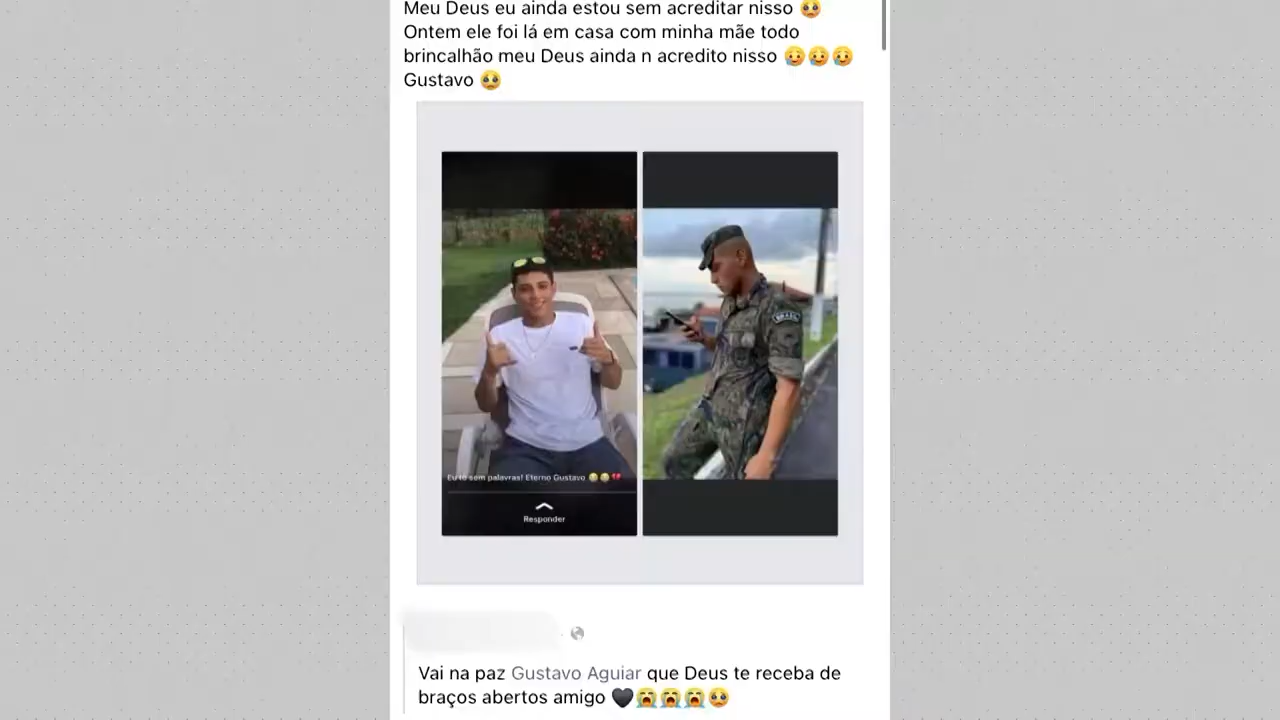 Meu Deus eu ainda estou sem acreditar nisso 🥹
Ontem ele foi lá em casa com minha mãe todo
brincalhão meu Deus ainda n acredito nisso 🥲🥲🥲
Gustavo 🥹
BRASIL
Eu tô sem palavras! Eterno Gustavo 😭😭💔
Responder
Vai na paz Gustavo Aguiar que Deus te receba de
braços abertos amigo 🖤😭😭😭🥹